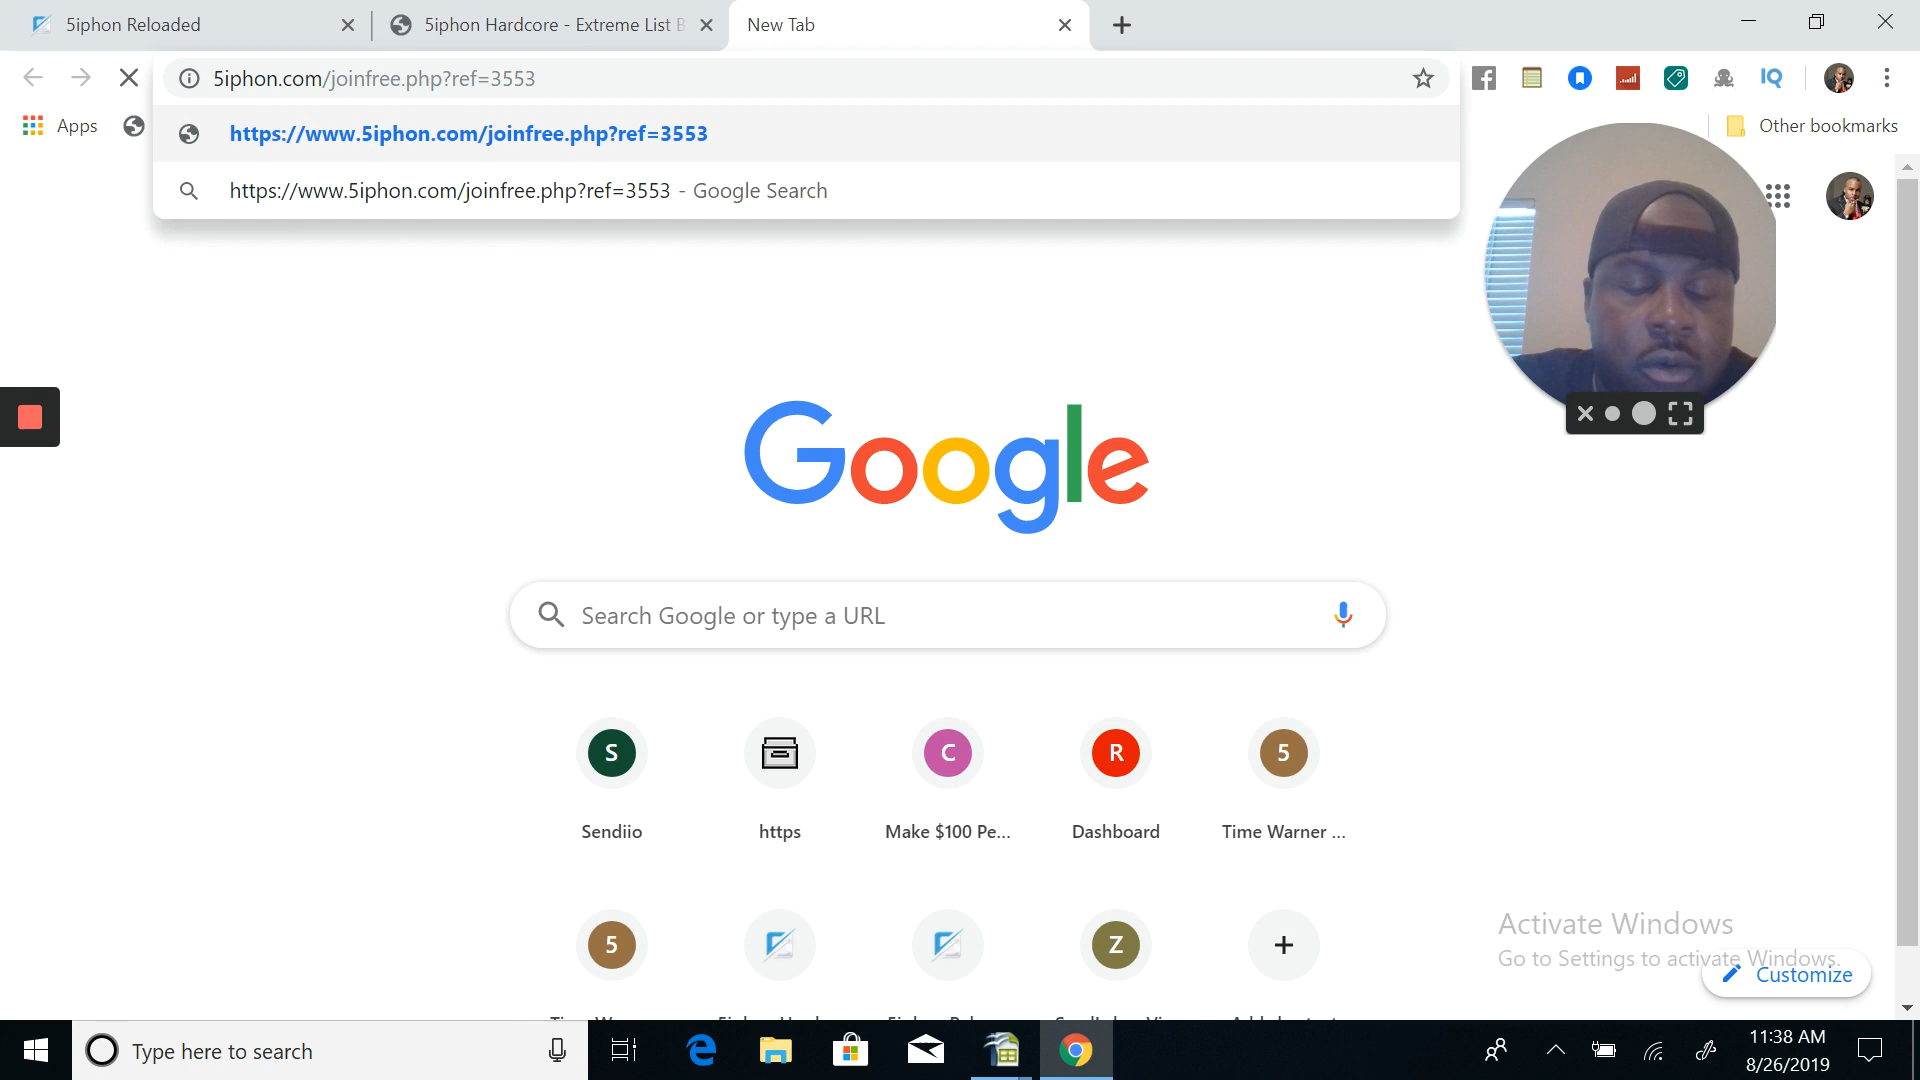 5iphon Reloaded
5iphon Hardcore - Extreme List B
New Tab
5iphon.com/joinfree.php?ref=3553
https://www.5iphon.com/joinfree.php?ref=3553
https://www.5iphon.com/joinfree.php?ref=3553 - Google Search
IQ
Apps
Other bookmarks
Google
Search Google or type a URL
S
C
R
5
Sendiio
https
Make $100 Pe...
Dashboard
Time Warner ...
5
Z
Activate Windows
Go to Settings to activate Windows.
Customize
Type here to search
11:38 AM
8/26/2019